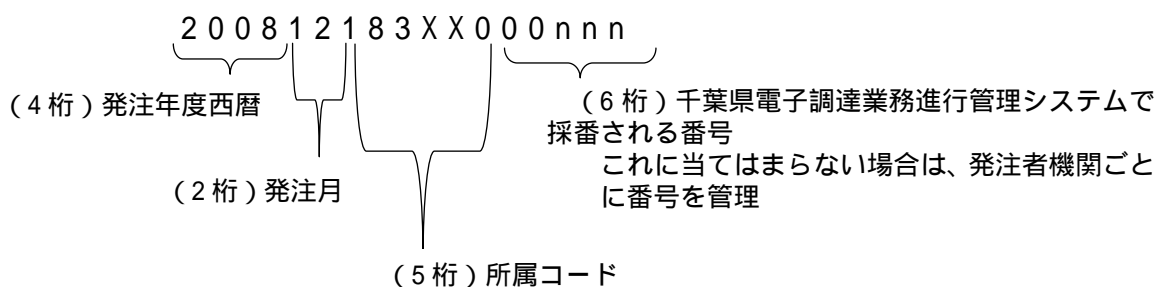 ２００８１２１８３ＸＸ０００ｎｎｎ
（4桁）発注年度西暦
（6桁）千葉県電子調達業務進行管理システムで
採番される番号
これに当てはまらない場合は、発注者機関ごと
に番号を管理
（2桁）発注月
（5桁）所属コード